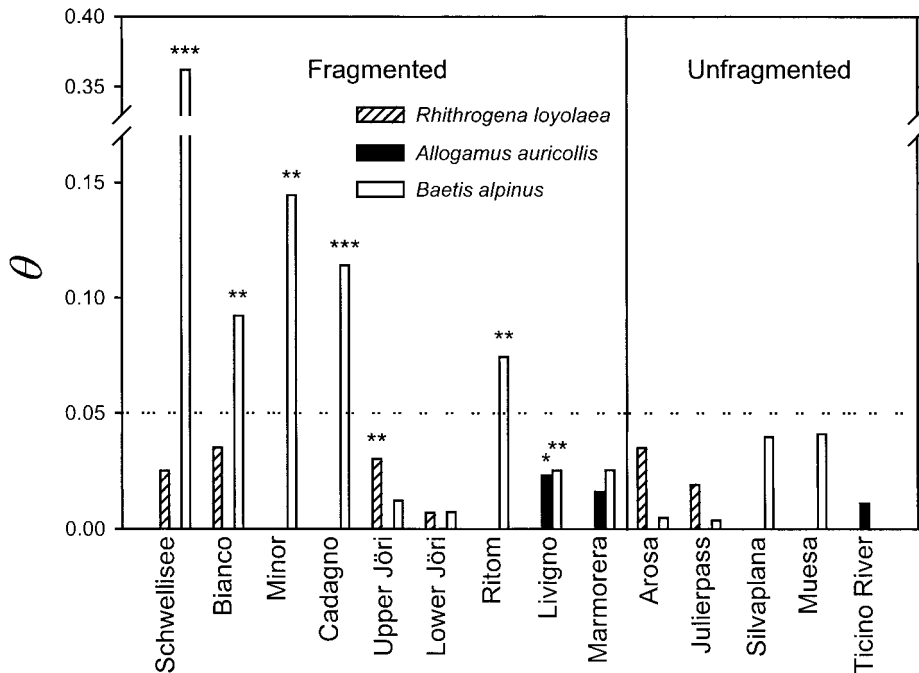 0.40
0.35
0.15
0.10
0.05
0.00
θ
Fragmented
Unfragmented
Rhithrogena loyolaea
Allogamus auricollis
Baetis alpinus
***
**
**
***
**
**
*
**
Schwellisee
Bianco
Minor
Cadagno
Upper Jöri
Lower Jöri
Ritom
Livigno
Marmorera
Arosa
Julierpass
Silvaplana
Muesa
Ticino River